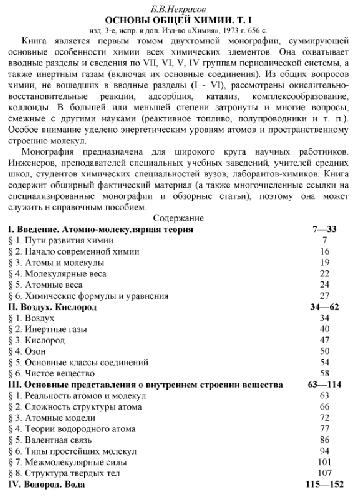 Б.В.Некрасов
ОСНОВЫ ОБЩЕЙ ХИМИИ. Т. 1
изд. 3-е, испр. и доп. Изд-во «Химия», 1973 г. 656 с.
Книга является первым томом двухтомной монографии, суммирующей
основные особенности химии всех химических элементов. Она охватывает
вводные разделы и сведения по VII, VI, V, IV группам периодической системы, а
также инертным газам (включая их основные соединения). Из общих вопросов
химии, не вошедших в вводные разделы (I - VI), рассмотрены окислительно-
восстановительные реакции, адсорбция, катализ, комплексообразование,
коллоиды. В большей или меньшей степени затронуты и многие вопросы,
смежные с другими науками (реактивное топливо, полупроводники и т. п.).
Особое внимание уделено энергетическим уровням атомов и пространственному
строению молекул.
Монография предназначена для широкого круга научных работников.
Инженеров, преподавателей специальных учебных заведений, учителей средних
школ, студентов химических специальностей вузов, лаборантов-химиков. Книга
содержит обширный фактический материал (а также многочисленные ссылки на
специализированные монографии и обзорные статьи), поэтому она может
служить и справочным пособием.
Содержание
I. Введение. Атомно-молекулярная теория 7—33
§ 1. Пути развития химии 7
§ 2. Начало современной химии 16
§ 3. Атомы и молекулы 19
§ 4. Молекулярные веса 22
§ 5. Атомные веса 24
§ 6. Химические формулы и уравнения 27
II. Воздух. Кислород 34—62
§ 1. Воздух 34
§ 2. Инертные газы 40
§ 3. Кислород 47
§ 4. Озон 50
§ 5. Основные классы соединений 54
§ 6. Чистое вещество 58
III. Основные представления о внутреннем строении вещества 63—114
§ 1. Реальность атомов и молекул 63
§ 2. Сложность структуры атома 66
§ 3. Атомные модели 72
§ 4. Теории водородного атома 77
§ 5. Валентная связь 86
§ 6. Типы простейших молекул 94
§ 7. Межмолекулярные силы 101
§ 8. Структура твердых тел 107
IV. Водород. Вода 115—152